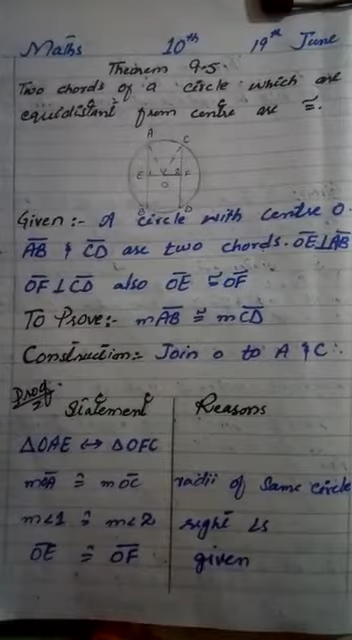 Maths 10th 19th June
Theorem 9.5.
Two chords of a circle which are
equidistant from centre are ≅.
A
C
E F
O
B D
Given :- A circle with centre O.
AB & CD are two chords. OE⊥AB
OF⊥CD also OE ≅ OF
To Prove:- mAB ≅ mCD
Construction:- Join o to A & C.
Proof:-
Statement Reasons
ΔOAE ↔ ΔOFC
mOA ≅ mOC radii of Same circle
m<1 ≅ m<2 right ∠s
OE ≅ OF given